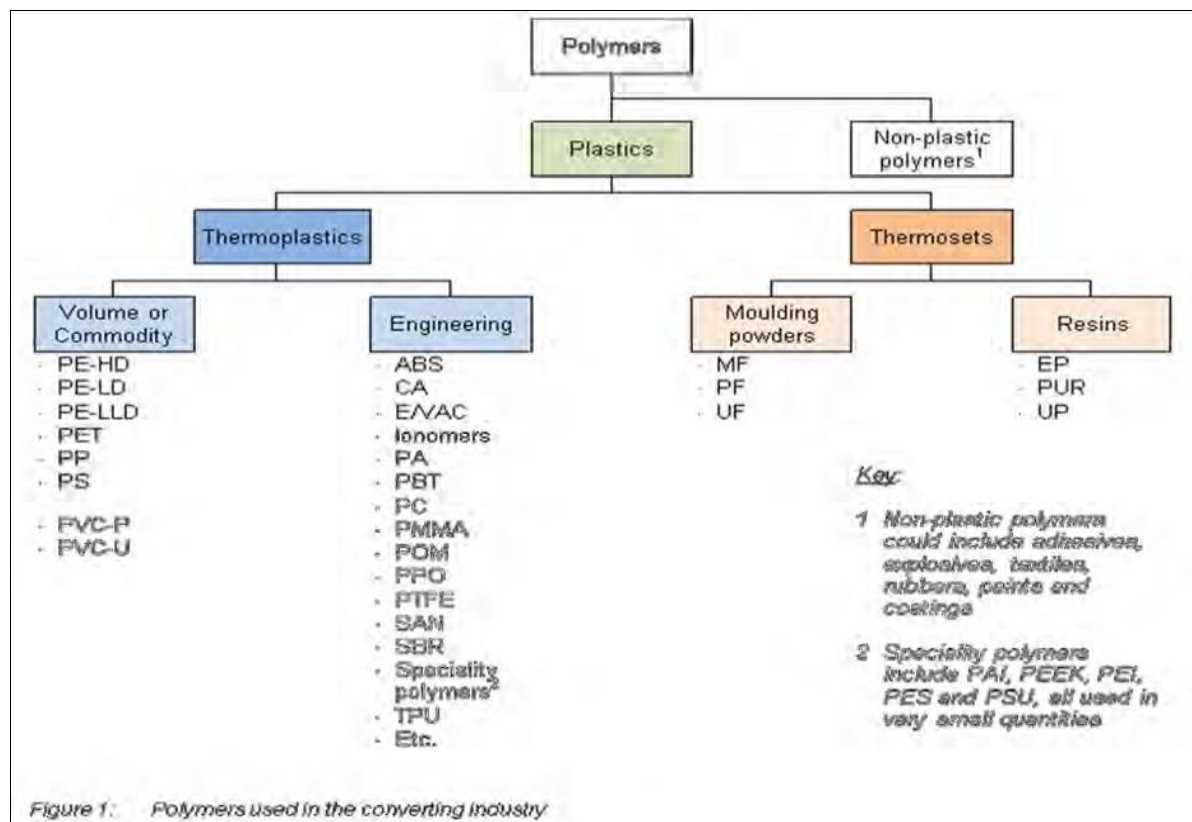 Polymers
Plastics
Non-plastic
polymers1
Thermoplastics
Thermosets
Volume or
Commodity
Engineering
Moulding
powders
Resins
· PE-HD
· PE-LD
· PE-LLD
· PET
· PP
· PS
· PVC-P
· PVC-U
· ABS
· CA
· E/VAC
· Ionomers
· PA
· PBT
· PC
· PMMA
· POM
· PPO
· PTFE
· SAN
· SBR
· Speciality
polymers2
· TPU
· Etc.
· MF
· PF
· UF
· EP
· PUR
· UP
Key:
1 Non-plastic polymers
could include adhesives,
explosives, textiles,
rubbers, paints and
coatings
2 Speciality polymers
include PAI, PEEK, PEI,
PES and PSU, all used in
very small quantities
Figure 1: Polymers used in the converting industry